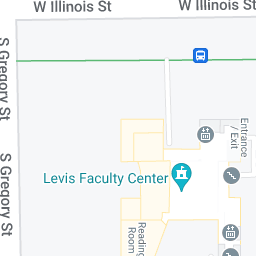 W Illinois St
W Illinois St
S Gregory St
S Gregory St
Entrance
/ Exit
Levis Faculty Center
Reading
Room